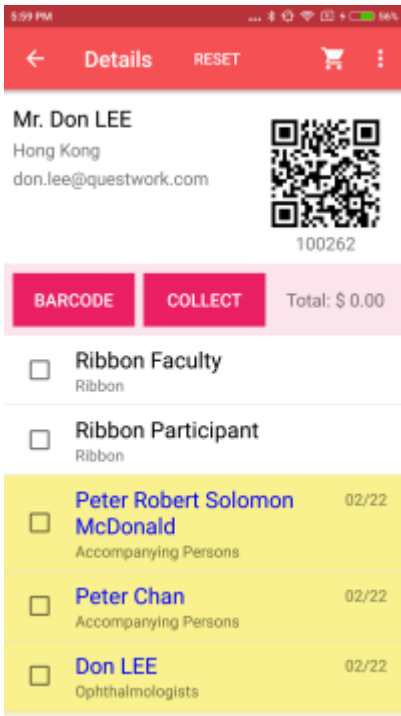 5:59 PM ... 56%
Details RESET
Mr. Don LEE
Hong Kong
don.lee@questwork.com
100262
BARCODE COLLECT Total: $ 0.00
Ribbon Faculty
Ribbon
Ribbon Participant
Ribbon
Peter Robert Solomon 02/22
McDonald
Accompanying Persons
Peter Chan 02/22
Accompanying Persons
Don LEE 02/22
Ophthalmologists